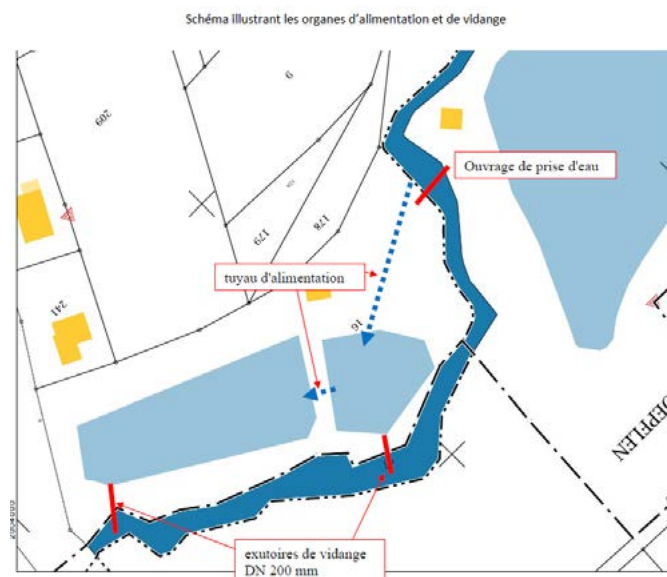 Schéma illustrant les organes d'alimentation et de vidange
209
9
Ouvrage de prise d'eau
179
178
tuyau d'alimentation
241
16
DEPFLEN
exutoires de vidange
DN 200 mm